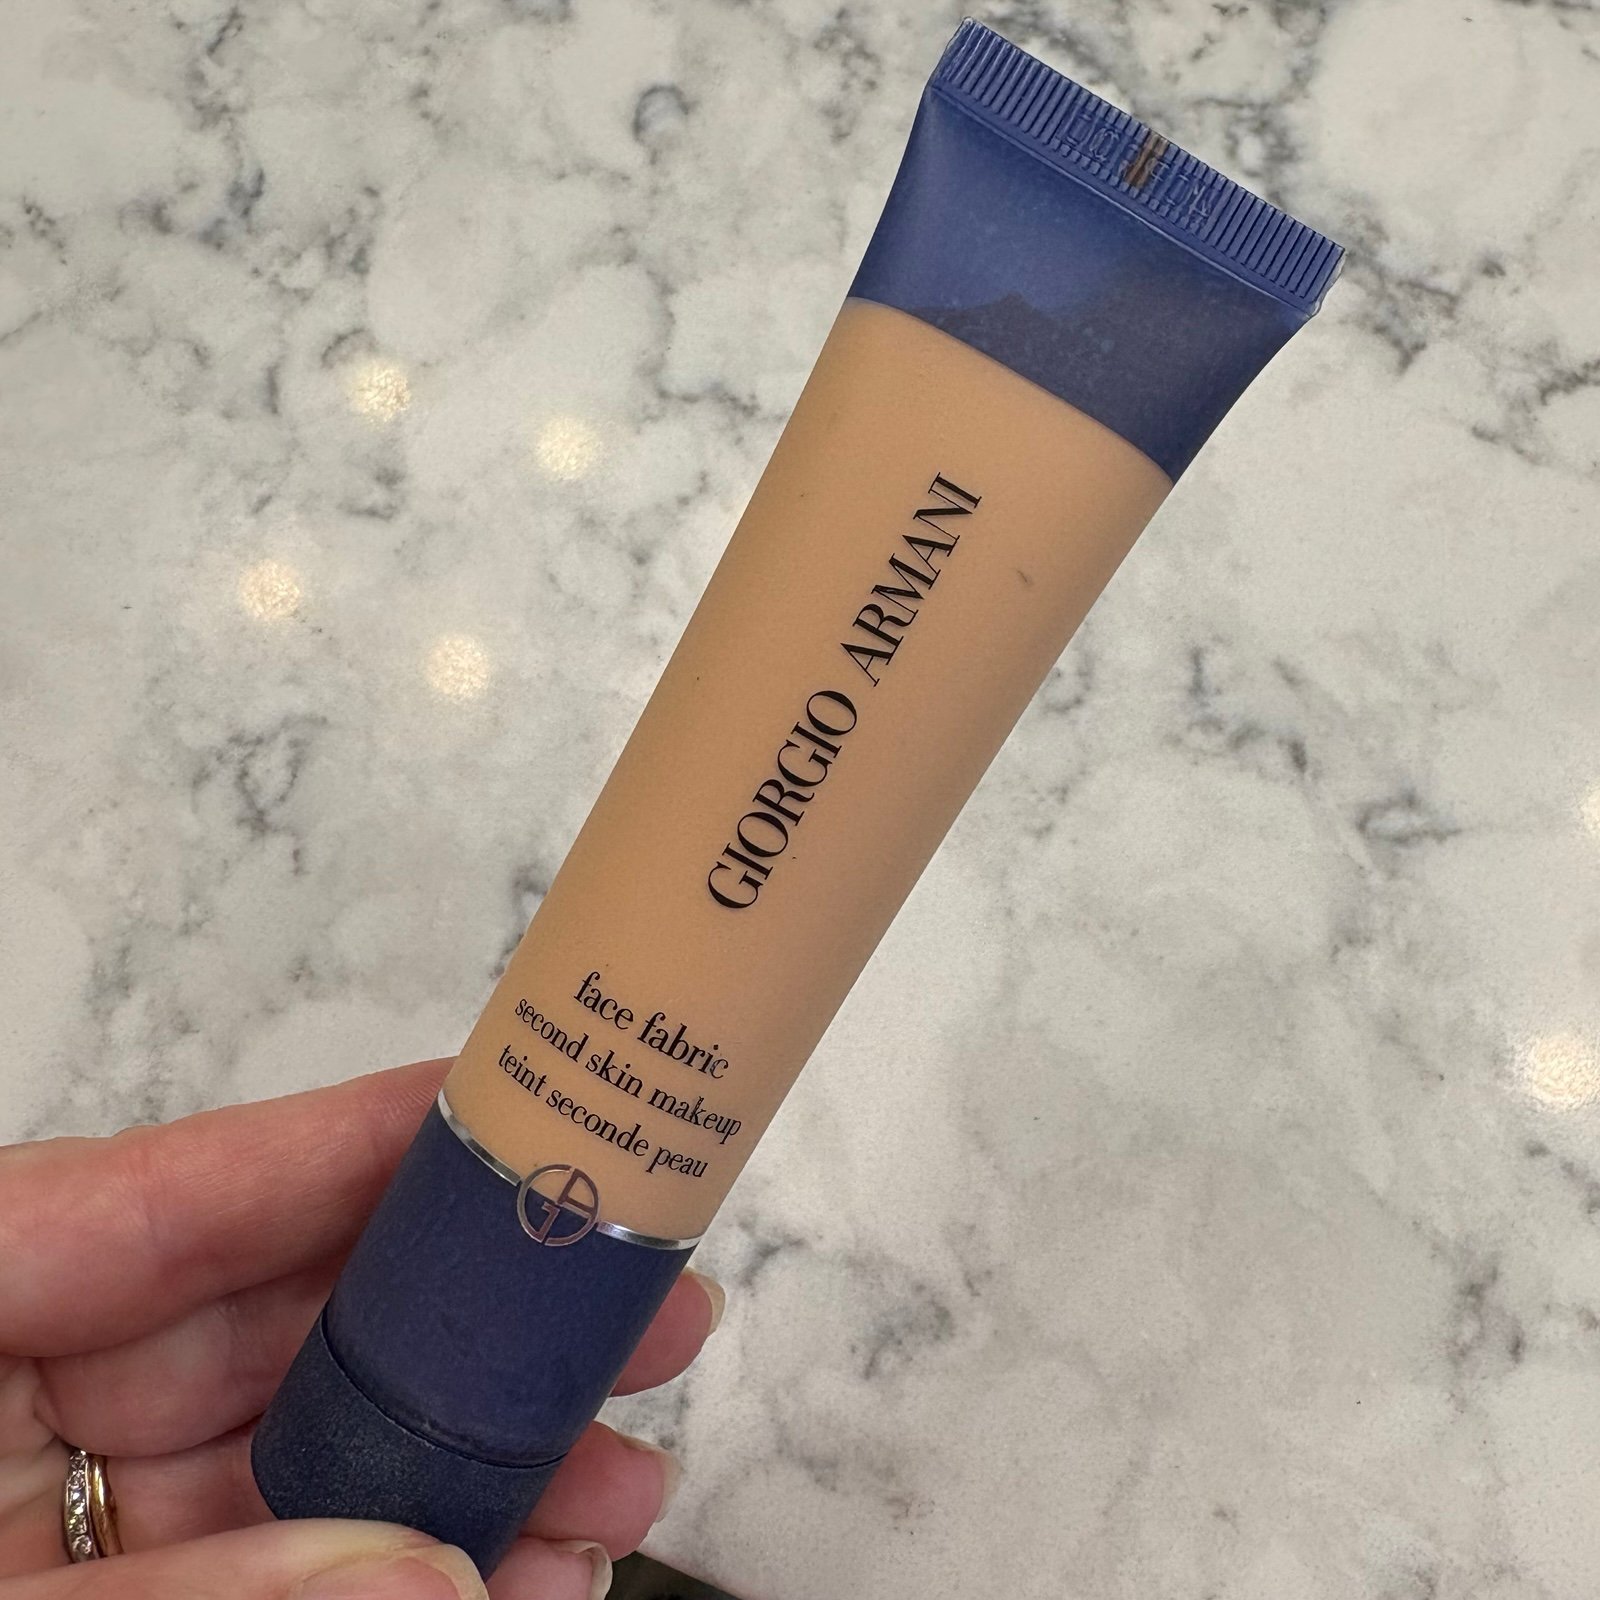 GIORGIO ARMANI
face fabric
second skin makeup
teint seconde peau